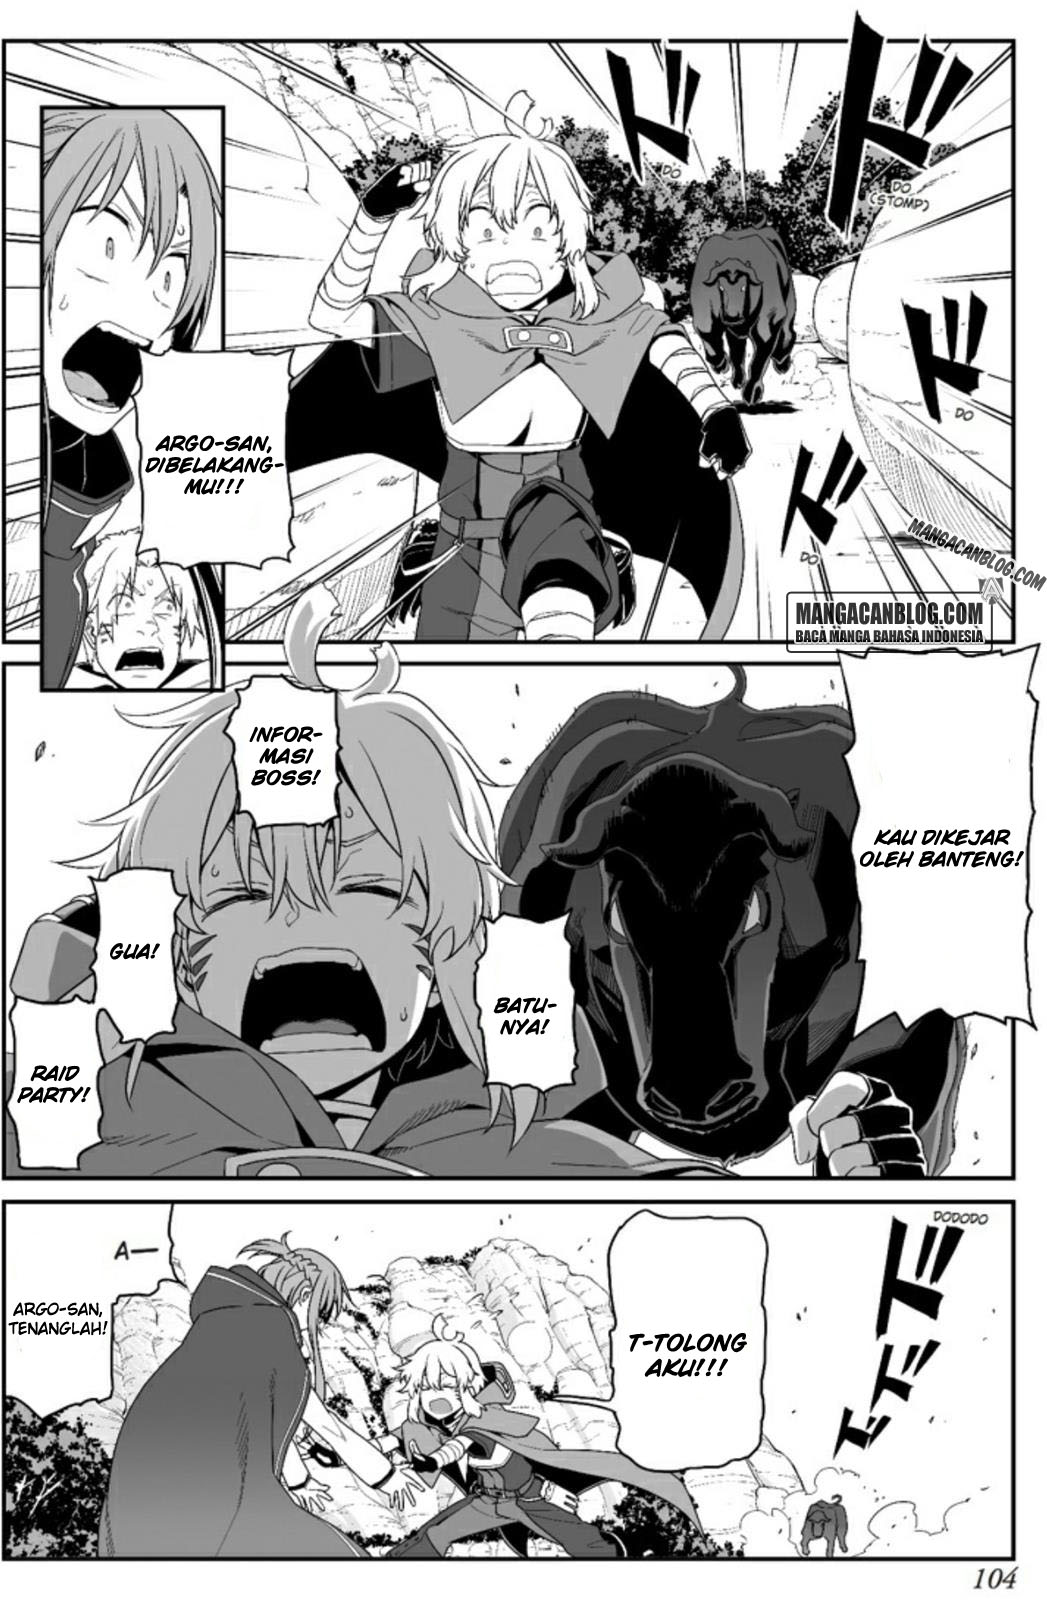 ド
DO
(STOMP)
ド
DO
ド
DO
ド
DO
ARGO-SAN,
DIBELAKANG-
MU!!!
MANGACANBLOG.COM
MANGACANBLOG.COM
BACA MANGA BAHASA INDONESIA
KAU DIKEJAR
OLEH BANTENG!
INFOR-
MASI
BOSS!
BATU-
NYA!
GUA!
RAID
PARTY!
DODODO
ドドド
T-TOLONG
AKU!!!
A—
ARGO-SAN,
TENANGLAH!
104